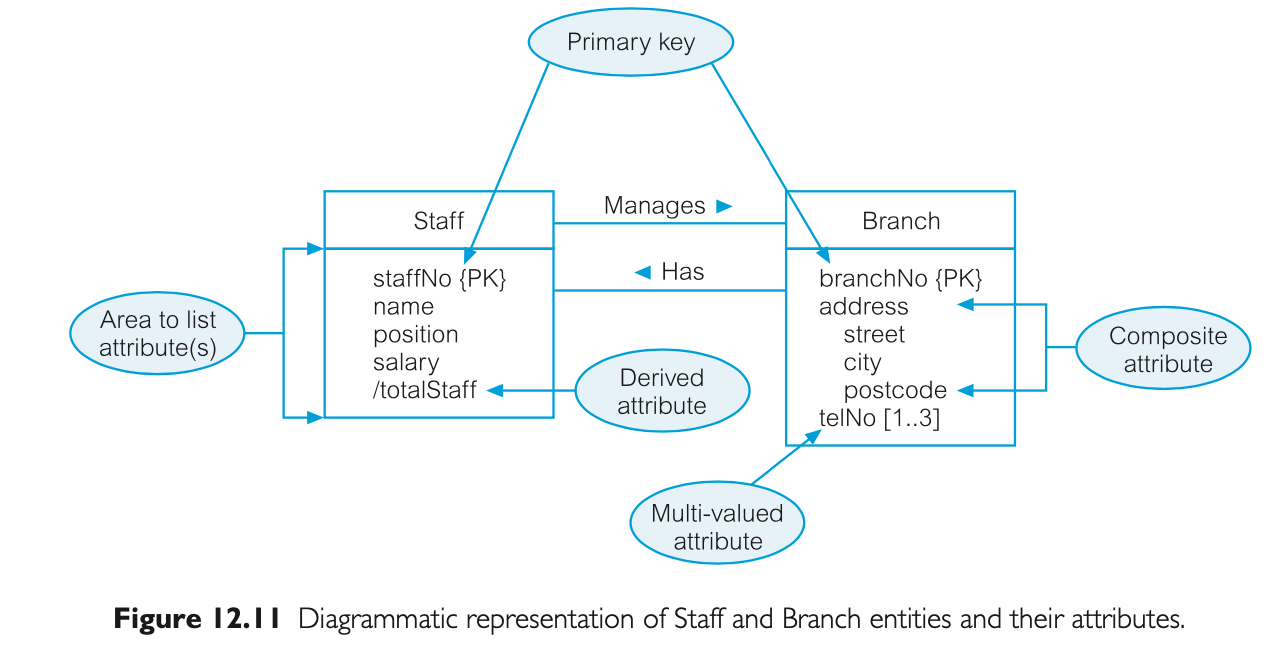 Primary key
Manages ►
Staff
Branch
◄ Has
staffNo {PK}
name
position
salary
/totalStaff
branchNo {PK}
address
street
city
postcode
telNo [1..3]
Area to list
attribute(s)
Derived
attribute
Composite
attribute
Multi-valued
attribute
Figure 12.11 Diagrammatic representation of Staff and Branch entities and their attributes.